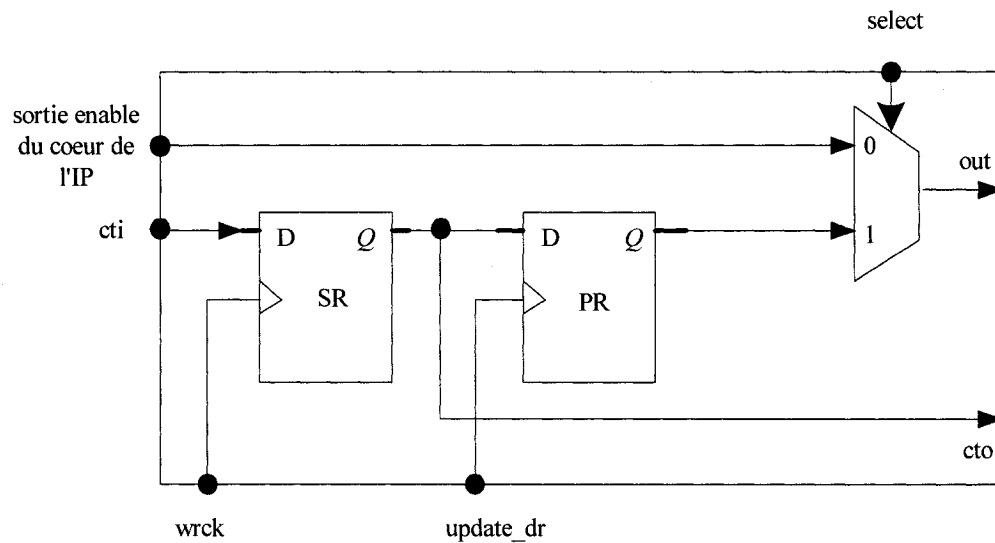 select
sortie enable
du coeur de
l'IP
0
out
cti
D Q
D Q
1
SR
PR
cto
wrck
update_dr